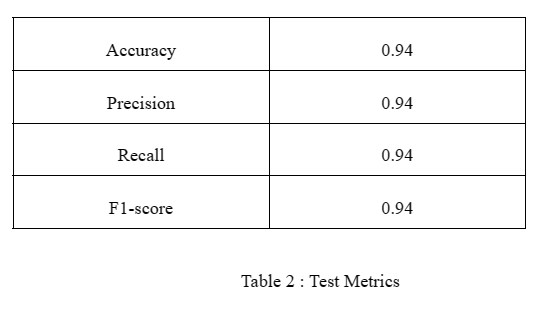 Accuracy 0.94
Precision 0.94
Recall 0.94
F1-score 0.94
Table 2 : Test Metrics